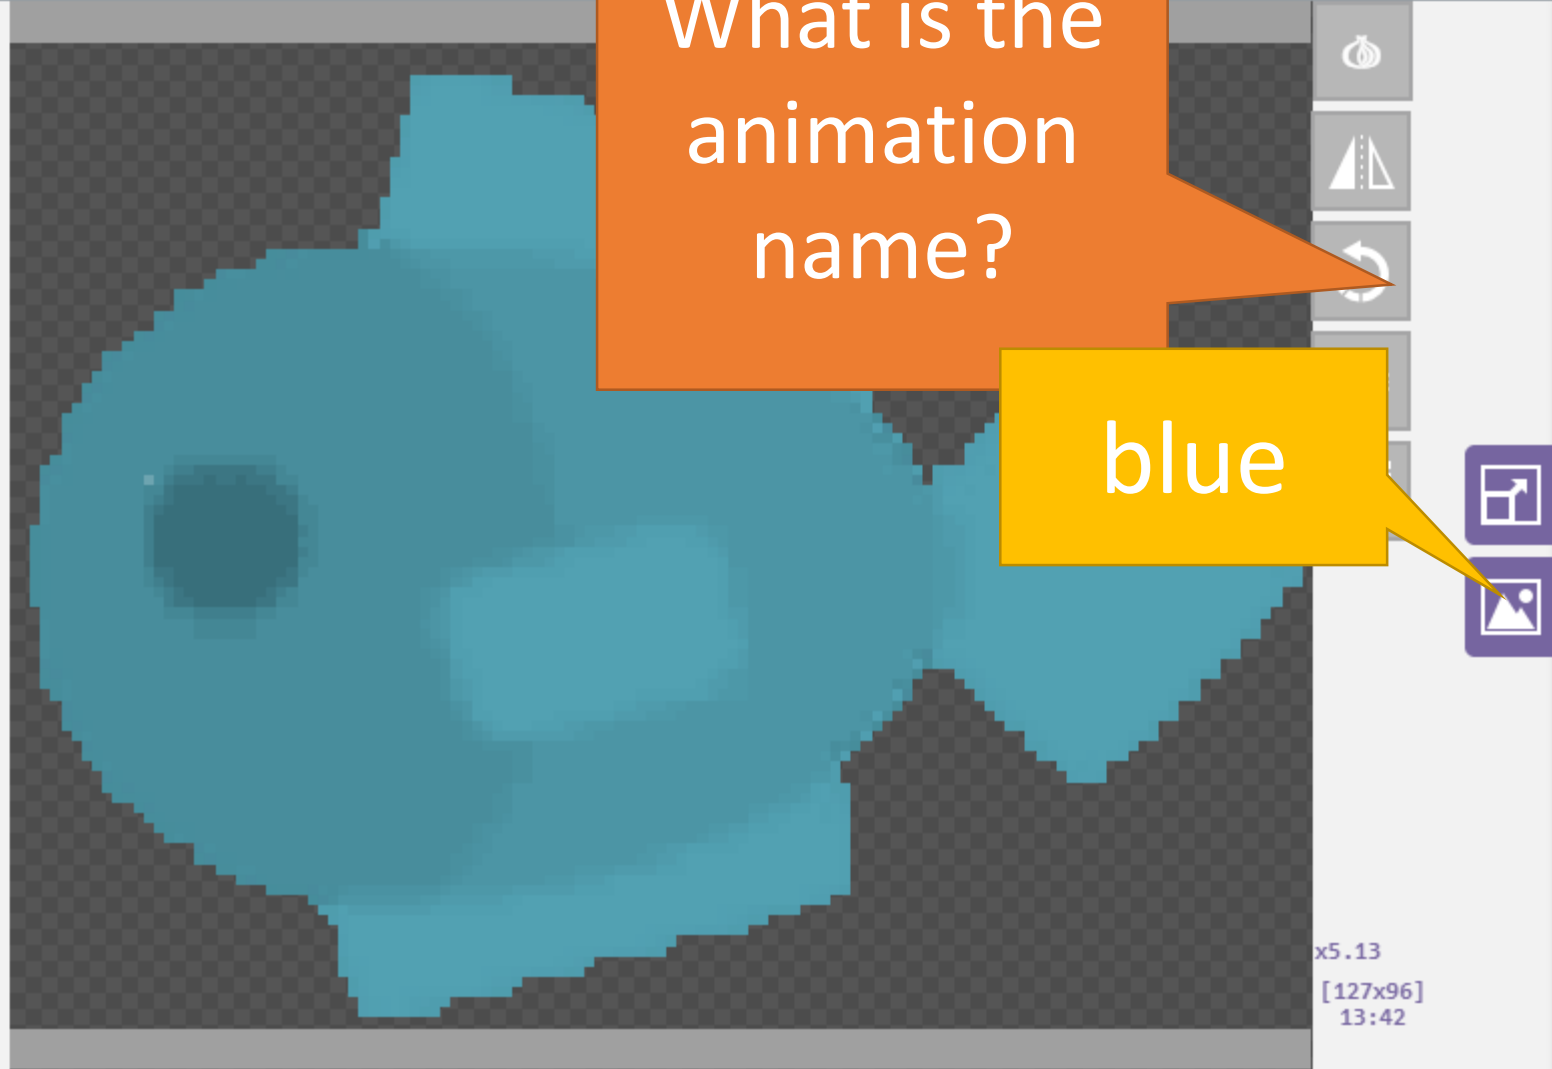 What is the
animation
name?
blue
x5.13
[127x96]
13:42